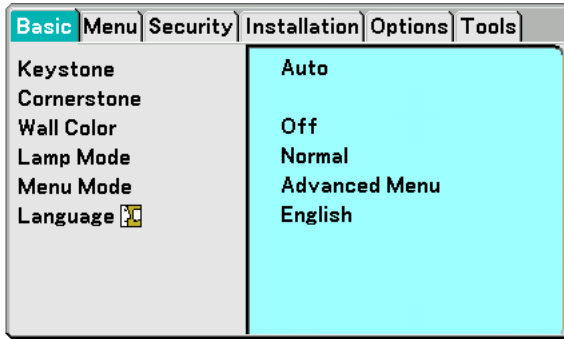 Basic Menu Security Installation Options Tools
Keystone Auto
Cornerstone
Wall Color Off
Lamp Mode Normal
Menu Mode Advanced Menu
Language English